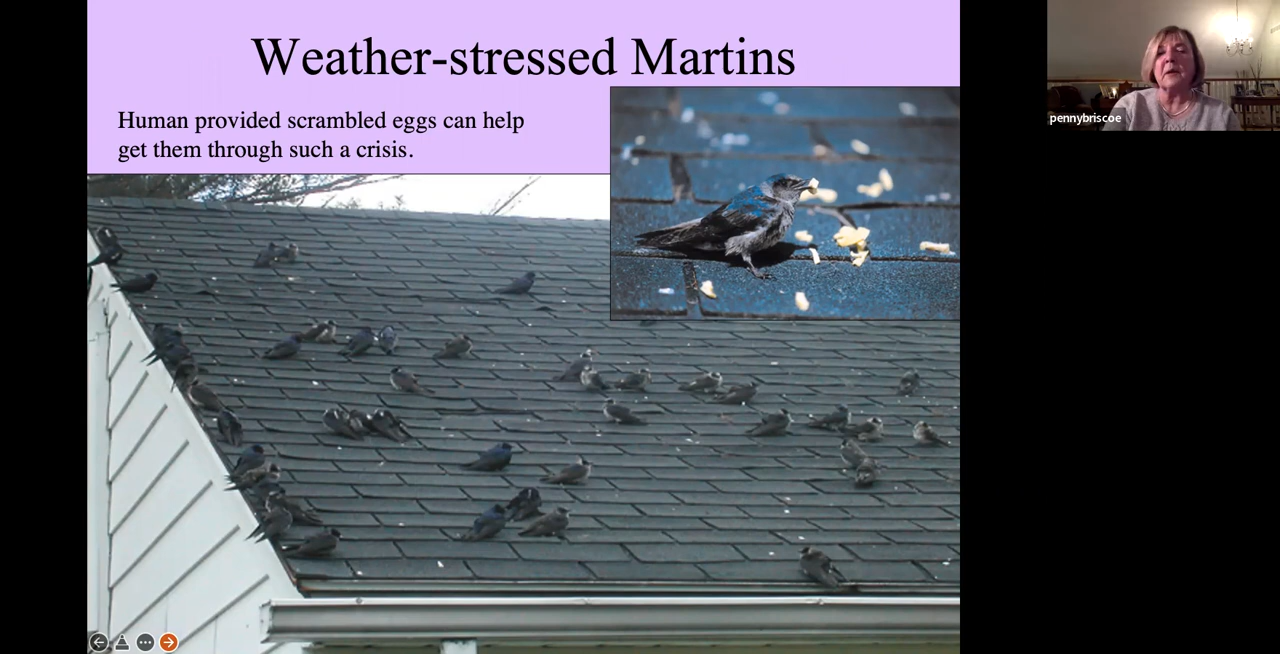 Weather-stressed Martins
Human provided scrambled eggs can help
get them through such a crisis.
pennybriscoe